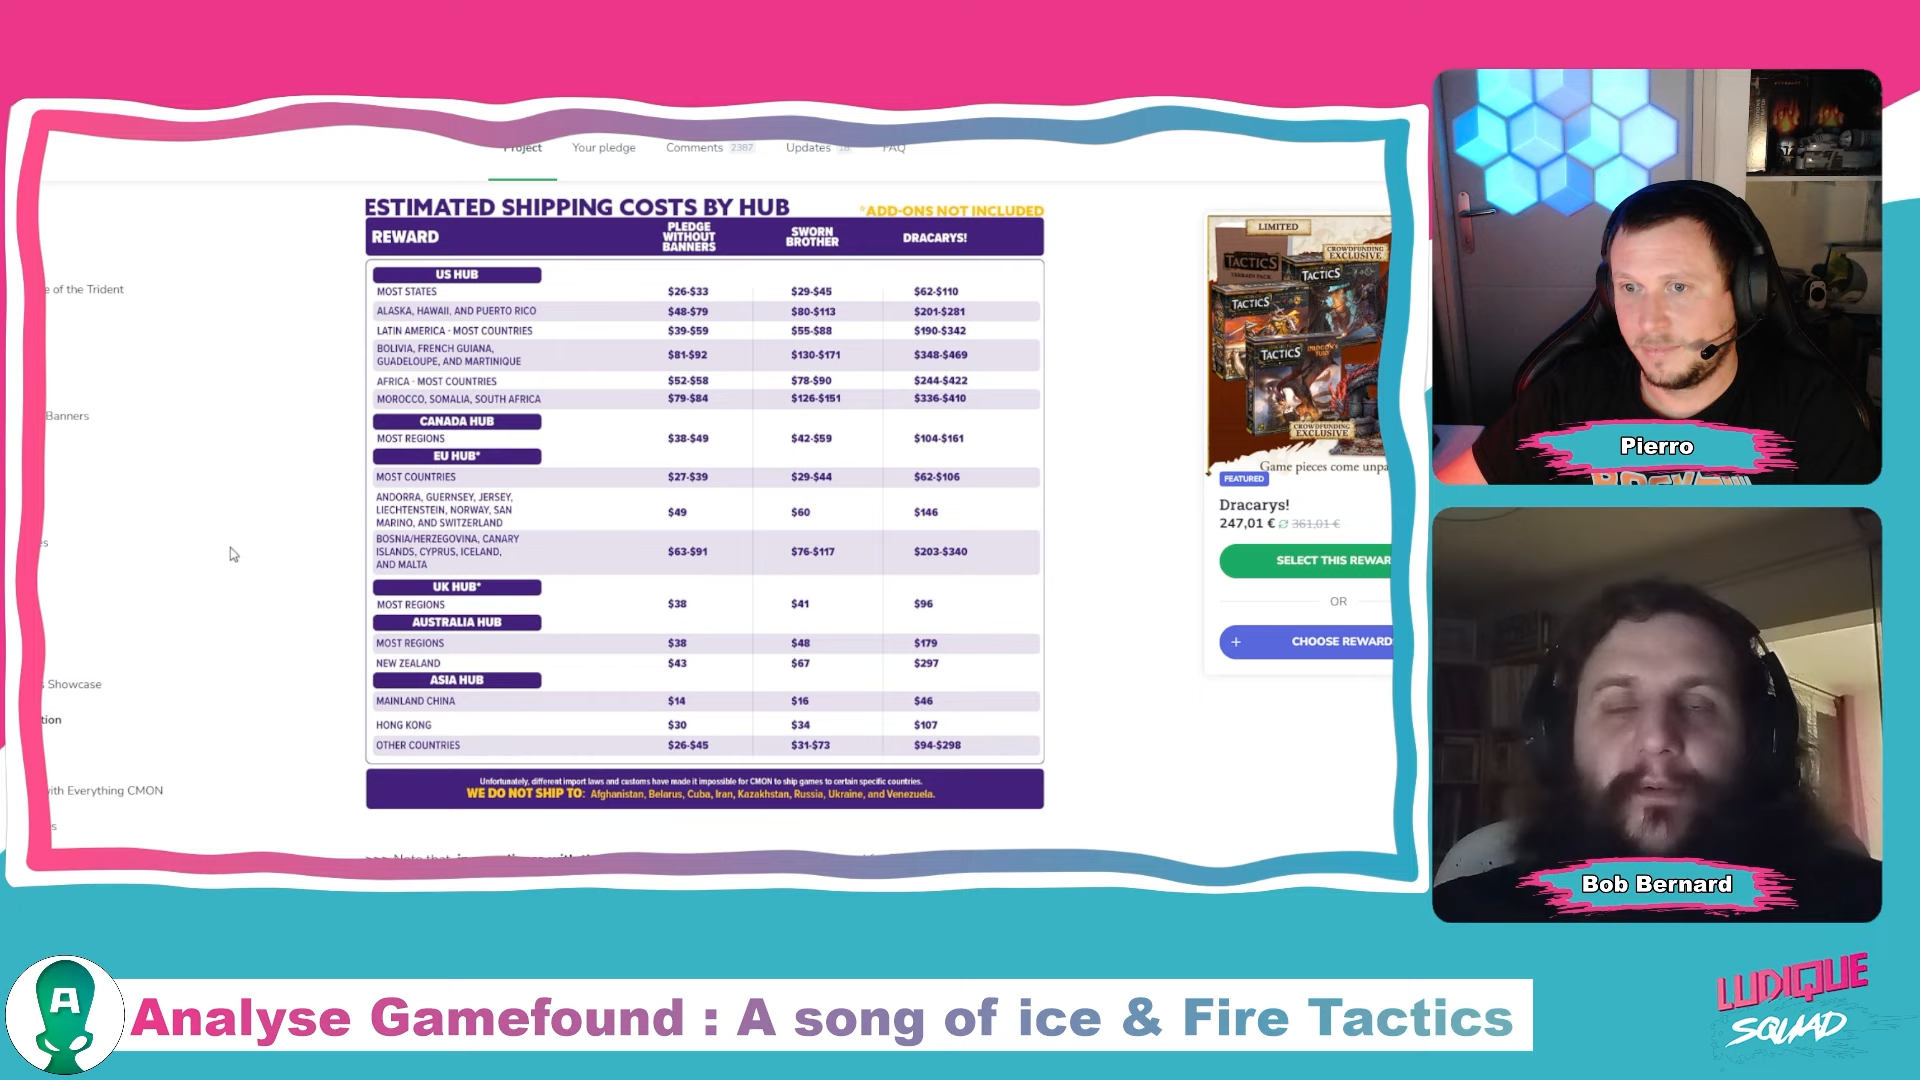 Project Your pledge Comments 2387 Updates 18 FAQ
ESTIMATED SHIPPING COSTS BY HUB *ADD-ONS NOT INCLUDED
REWARD PLEDGE WITHOUT BANNERS SWORN BROTHER DRACARYS!
US HUB
MOST STATES $26-$33 $29-$45 $62-$110
ALASKA, HAWAII, AND PUERTO RICO $48-$79 $80-$113 $201-$281
LATIN AMERICA - MOST COUNTRIES $39-$59 $55-$88 $190-$342
BOLIVIA, FRENCH GUIANA,
GUADELOUPE, AND MARTINIQUE $81-$92 $130-$171 $348-$469
AFRICA - MOST COUNTRIES $52-$58 $78-$90 $244-$422
MOROCCO, SOMALIA, SOUTH AFRICA $79-$84 $126-$151 $336-$410
CANADA HUB
MOST REGIONS $38-$49 $42-$59 $104-$161
EU HUB*
MOST COUNTRIES $27-$39 $29-$44 $62-$106
ANDORRA, GUERNSEY, JERSEY,
LIECHTENSTEIN, NORWAY, SAN
MARINO, AND SWITZERLAND $49 $60 $146
BOSNIA/HERZEGOVINA, CANARY
ISLANDS, CYPRUS, ICELAND,
AND MALTA $63-$91 $76-$117 $203-$340
UK HUB*
MOST REGIONS $38 $41 $96
AUSTRALIA HUB
MOST REGIONS $38 $48 $179
NEW ZEALAND $43 $67 $297
ASIA HUB
MAINLAND CHINA $14 $16 $46
HONG KONG $30 $34 $107
OTHER COUNTRIES $26-$45 $31-$73 $94-$298
Unfortunately, different import laws and customs have made it impossible for CMON to ship games to certain specific countries.
WE DO NOT SHIP TO: Afghanistan, Belarus, Cuba, Iran, Kazakhstan, Russia, Ukraine, and Venezuela.
e of the Trident
Banners
es
s Showcase
tion
with Everything CMON
s
LIMITED
CROWDFUNDING
EXCLUSIVE
TACTICS
TERRAIN PACK
TACTICS
TACTICS
TACTICS
CROWDFUNDING
EXCLUSIVE
Game pieces come unpa
FEATURED
Dracarys!
247,01 € 361,01 €
SELECT THIS REWAR
OR
+ CHOOSE REWARD
Pierro
Bob Bernard
A
Analyse Gamefound : A song of ice & Fire Tactics
LUDIQUE
SQUAD